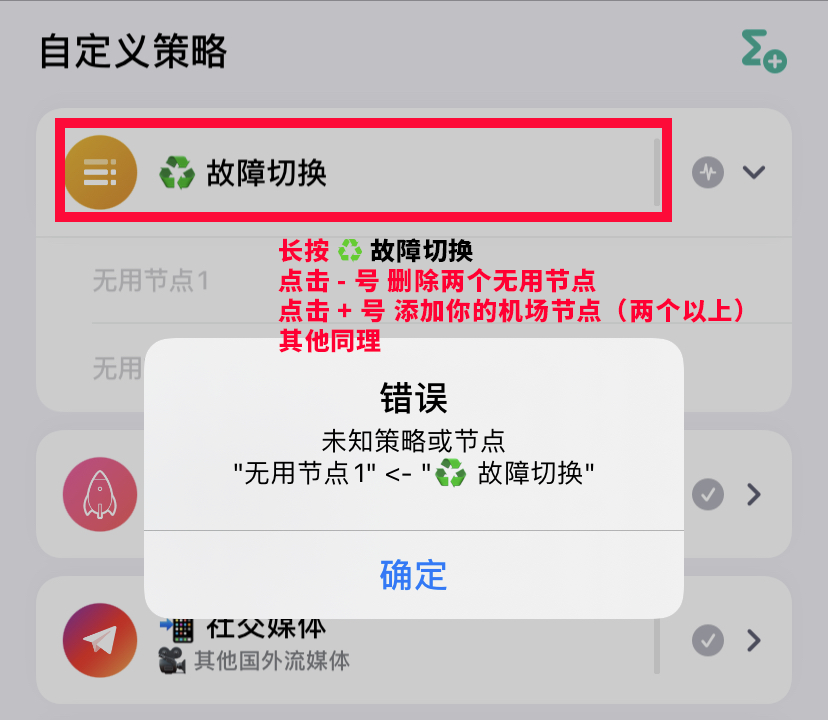 自定义策略
♻️ 故障切换
长按 ♻️ 故障切换
无用节点1
点击 - 号 删除两个无用节点
点击 + 号 添加你的机场节点（两个以上）
其他同理
无用
错误
未知策略或节点
"无用节点1" <- "♻️ 故障切换"
确定
📲 社交媒体
🎥 其他国外流媒体